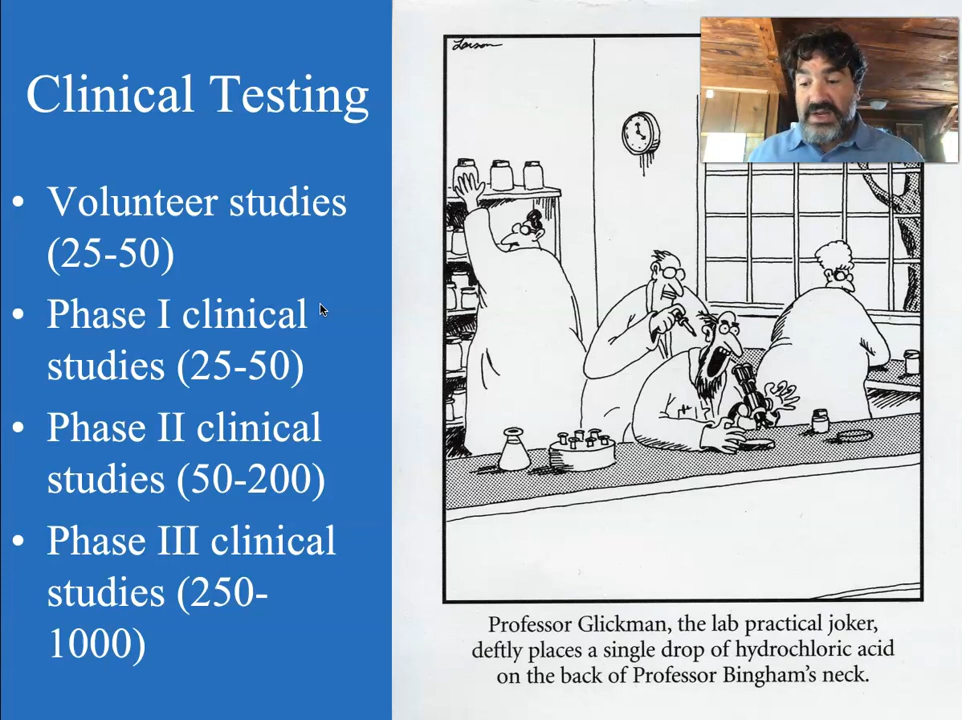 Clinical Testing
• Volunteer studies
(25-50)
• Phase I clinical
studies (25-50)
• Phase II clinical
studies (50-200)
• Phase III clinical
studies (250-
1000)
Larson
Professor Glickman, the lab practical joker,
deftly places a single drop of hydrochloric acid
on the back of Professor Bingham's neck.